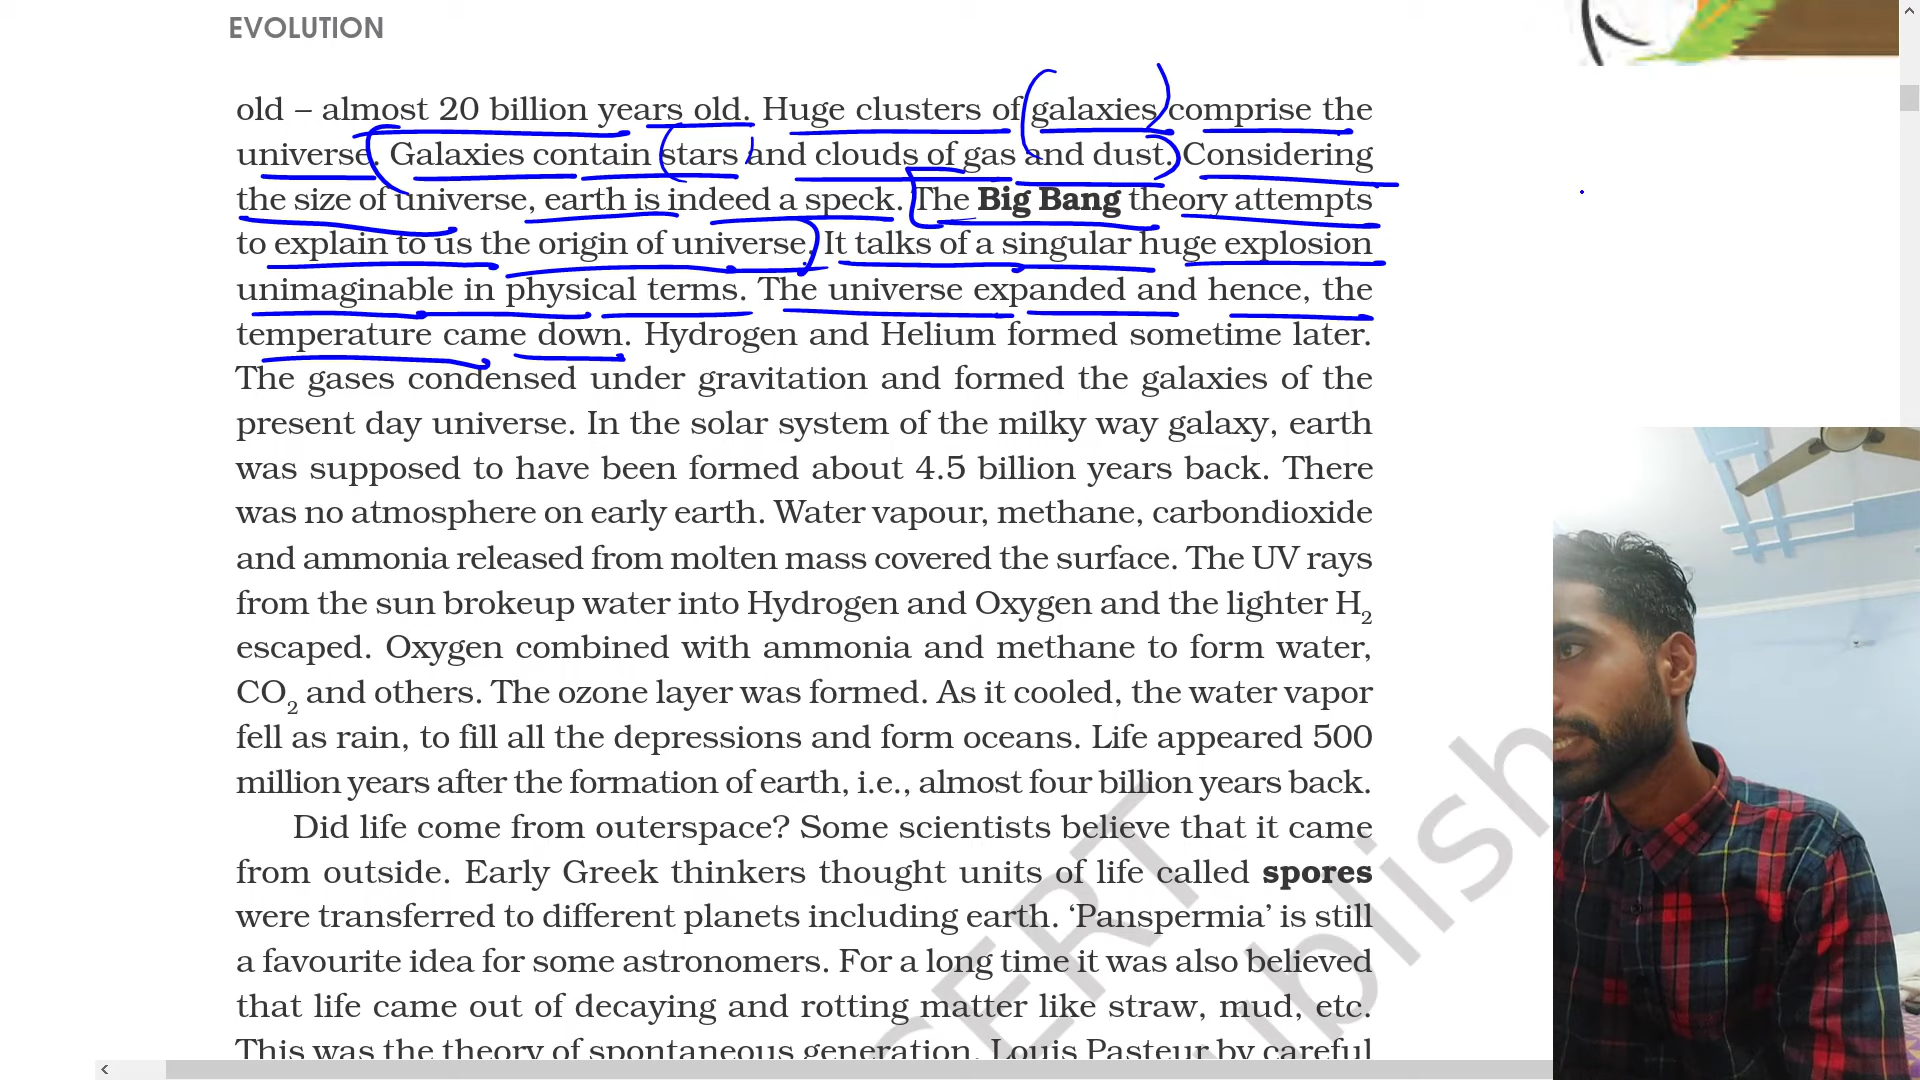 EVOLUTION
old – almost 20 billion years old. Huge clusters of galaxies comprise the
universe. Galaxies contain stars and clouds of gas and dust. Considering
the size of universe, earth is indeed a speck. The Big Bang theory attempts
to explain to us the origin of universe. It talks of a singular huge explosion
unimaginable in physical terms. The universe expanded and hence, the
temperature came down. Hydrogen and Helium formed sometime later.
The gases condensed under gravitation and formed the galaxies of the
present day universe. In the solar system of the milky way galaxy, earth
was supposed to have been formed about 4.5 billion years back. There
was no atmosphere on early earth. Water vapour, methane, carbondioxide
and ammonia released from molten mass covered the surface. The UV rays
from the sun brokeup water into Hydrogen and Oxygen and the lighter H₂
escaped. Oxygen combined with ammonia and methane to form water,
CO₂ and others. The ozone layer was formed. As it cooled, the water vapor
fell as rain, to fill all the depressions and form oceans. Life appeared 500
million years after the formation of earth, i.e., almost four billion years back.
Did life come from outerspace? Some scientists believe that it came
from outside. Early Greek thinkers thought units of life called spores
were transferred to different planets including earth. ‘Panspermia’ is still
a favourite idea for some astronomers. For a long time it was also believed
that life came out of decaying and rotting matter like straw, mud, etc.
This was the theory of spontaneous generation. Louis Pasteur by careful